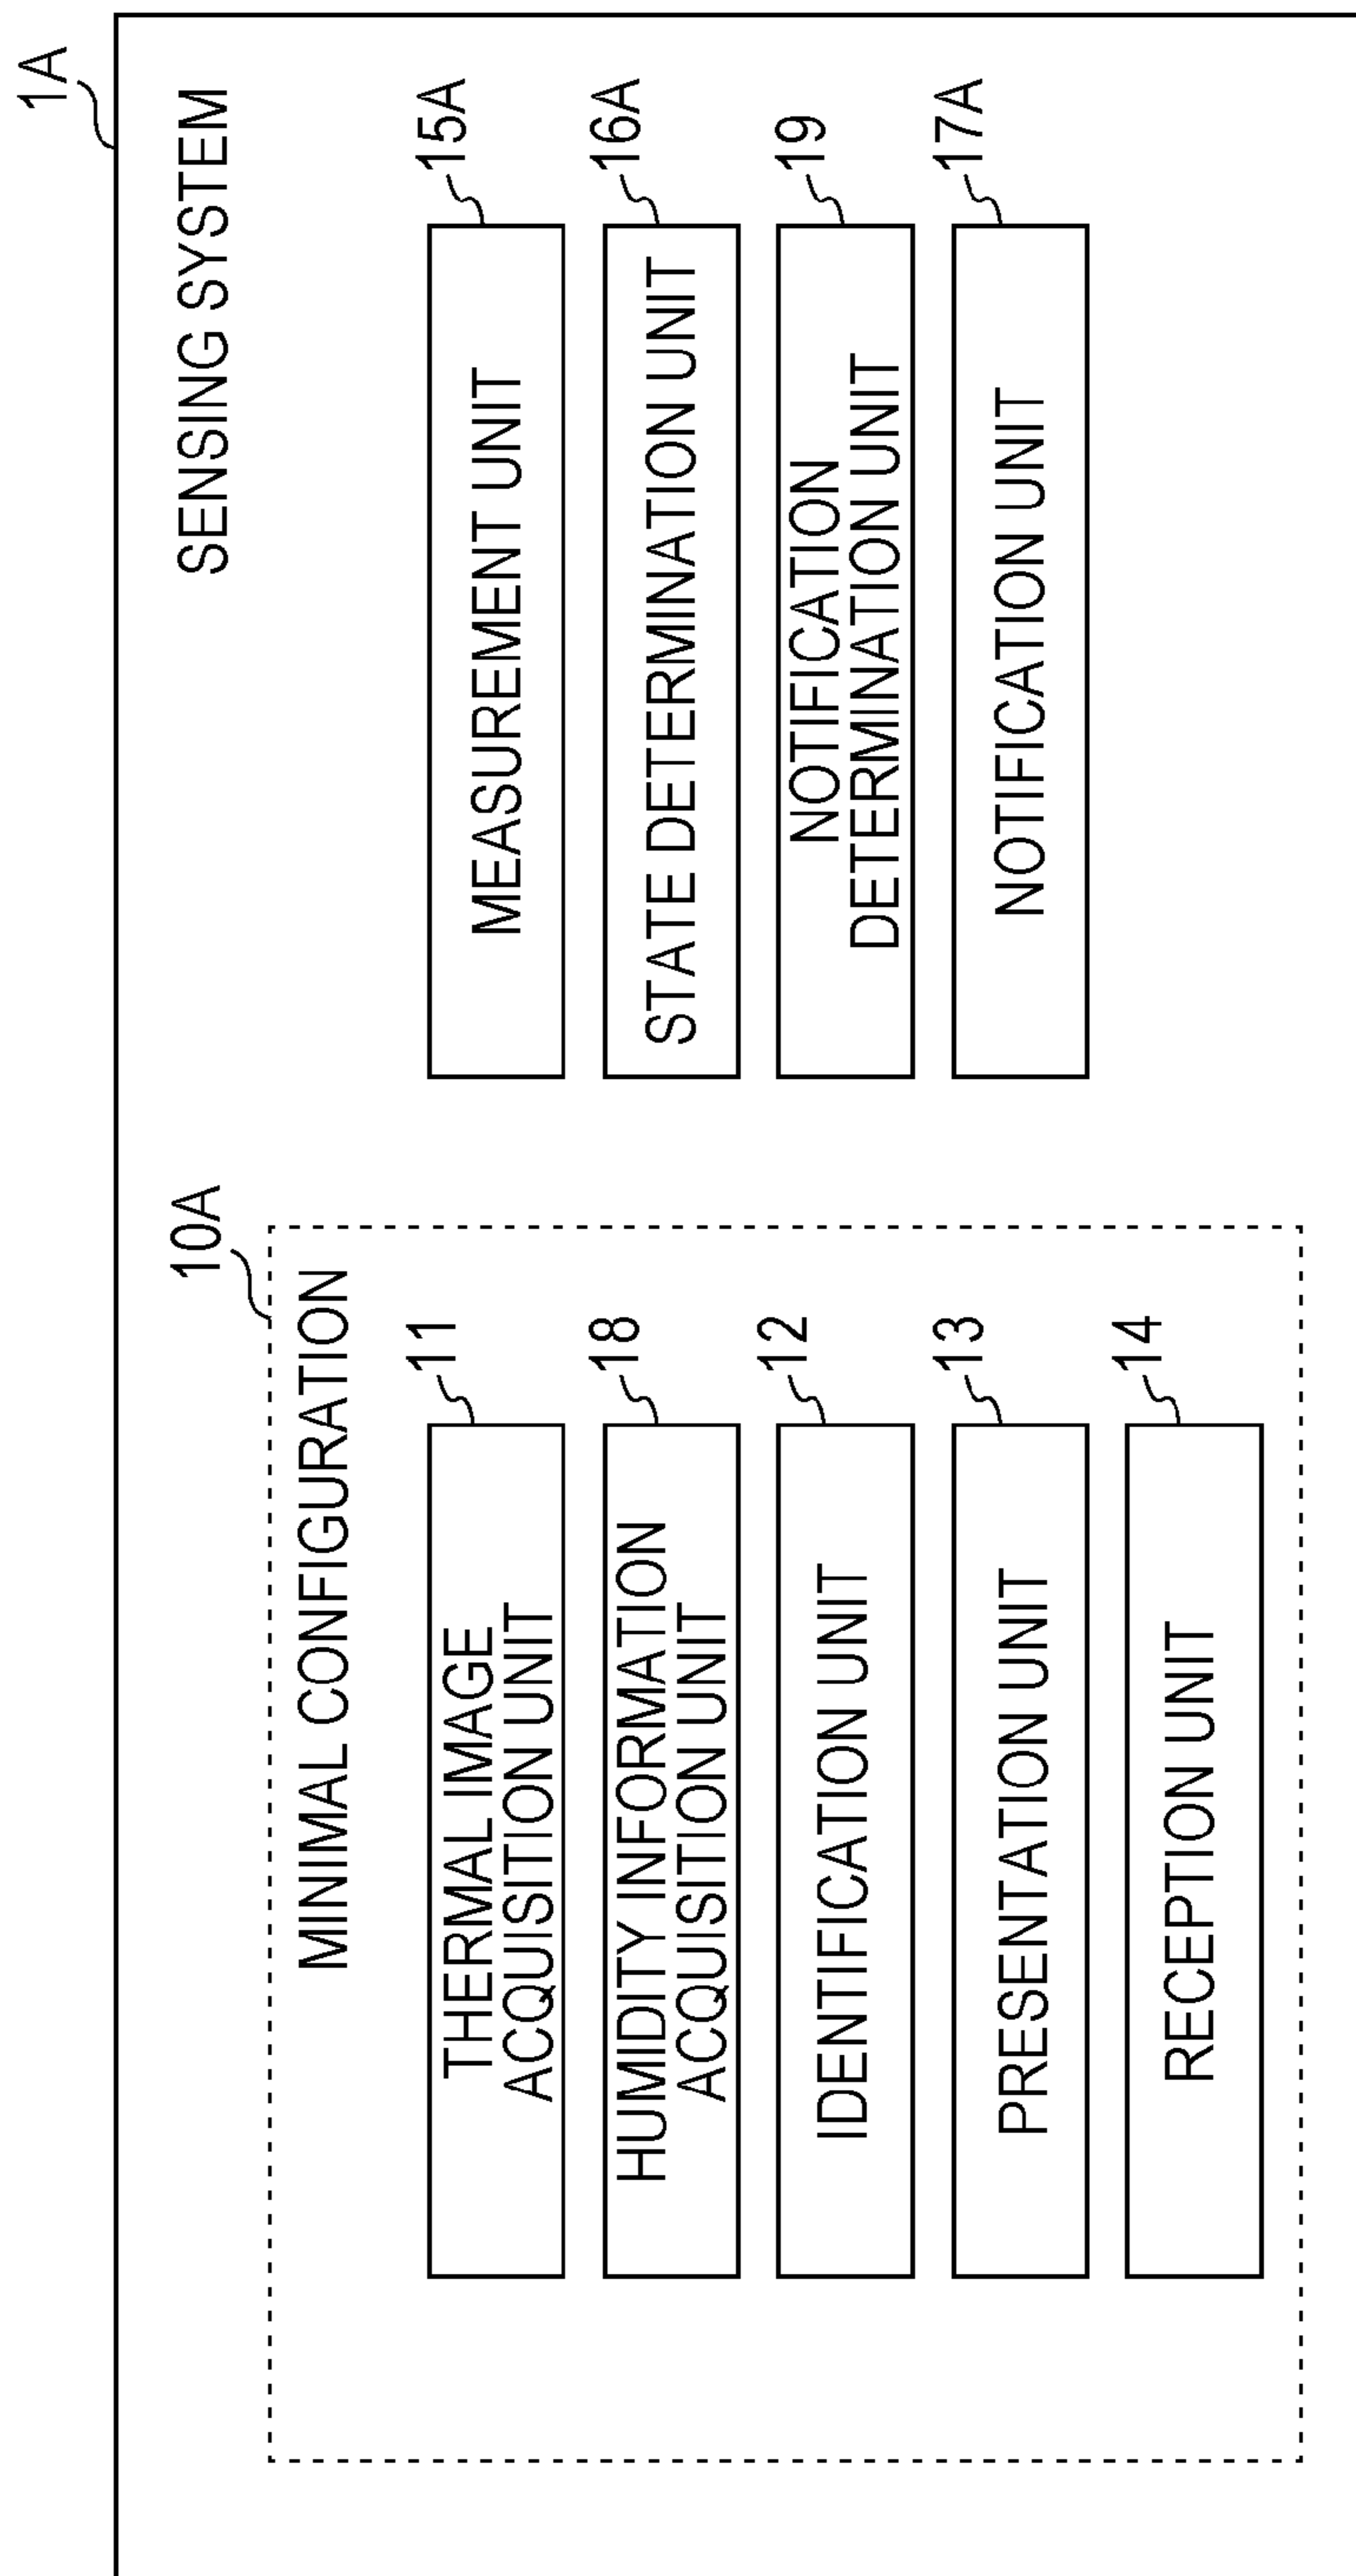 1A
SENSING SYSTEM
10A
MINIMAL CONFIGURATION
11
THERMAL IMAGE
ACQUISITION UNIT
18
HUMIDITY INFORMATION
ACQUISITION UNIT
12
IDENTIFICATION UNIT
13
PRESENTATION UNIT
14
RECEPTION UNIT
15A
MEASUREMENT UNIT
16A
STATE DETERMINATION UNIT
19
NOTIFICATION
DETERMINATION UNIT
17A
NOTIFICATION UNIT